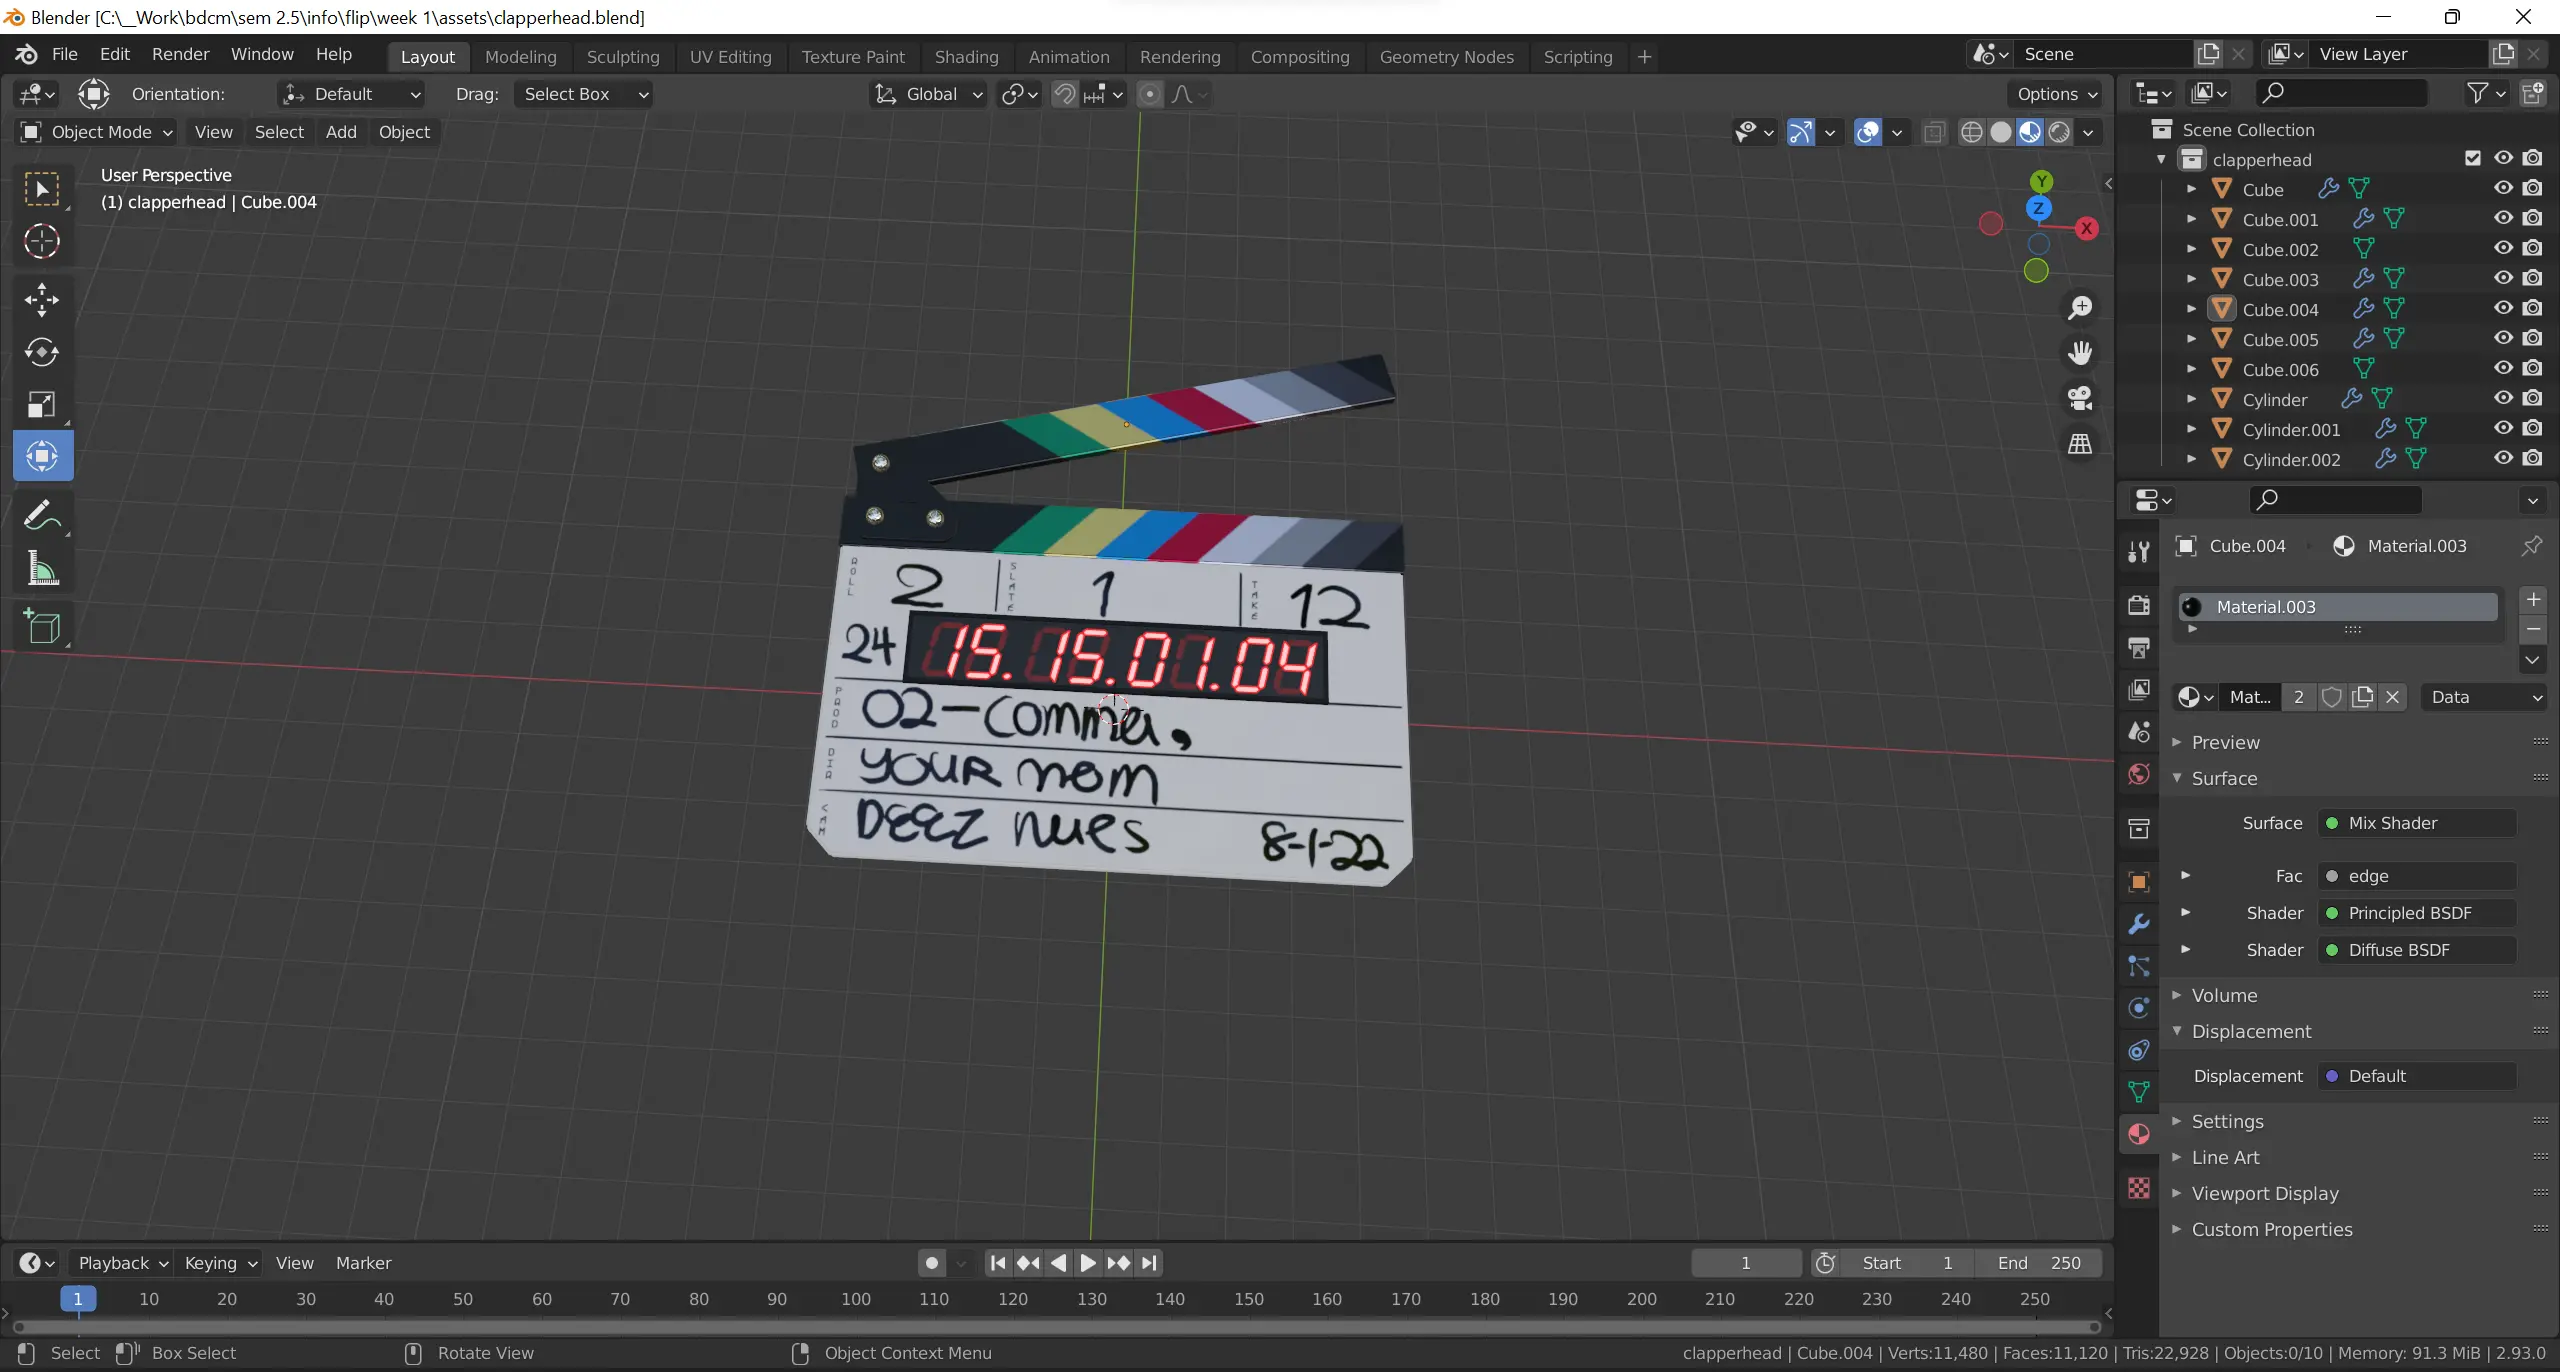 Blender [C:\__Work\bdcm\sem 2.5\info\flip\week 1\assets\clapperhead.blend]
File Edit Render Window Help Layout Modeling Sculpting UV Editing Texture Paint Shading Animation Rendering Compositing Geometry Nodes Scripting + Scene View Layer
Orientation: Default Drag: Select Box Global Options
Object Mode View Select Add Object
User Perspective
(1) clapperhead | Cube.004
Y
Z
X
ROLL 2 SLATE 1 TAKE 12
24 15.15.01.04
PROD 02-comma,
DIR YOUR mom
CAM DEEZ nuts 8-1-22
Scene Collection
clapperhead
Cube
Cube.001
Cube.002
Cube.003
Cube.004
Cube.005
Cube.006
Cylinder
Cylinder.001
Cylinder.002
Cube.004 Material.003
Material.003
Mat... 2 Data
Preview
Surface
Surface Mix Shader
Fac edge
Shader Principled BSDF
Shader Diffuse BSDF
Volume
Displacement
Displacement Default
Settings
Line Art
Viewport Display
Custom Properties
Playback Keying View Marker 1 Start 1 End 250
1 10 20 30 40 50 60 70 80 90 100 110 120 130 140 150 160 170 180 190 200 210 220 230 240 250
Select Box Select Rotate View Object Context Menu clapperhead | Cube.004 | Verts:11,480 | Faces:11,120 | Tris:22,928 | Objects:0/10 | Memory: 91.3 MiB | 2.93.0